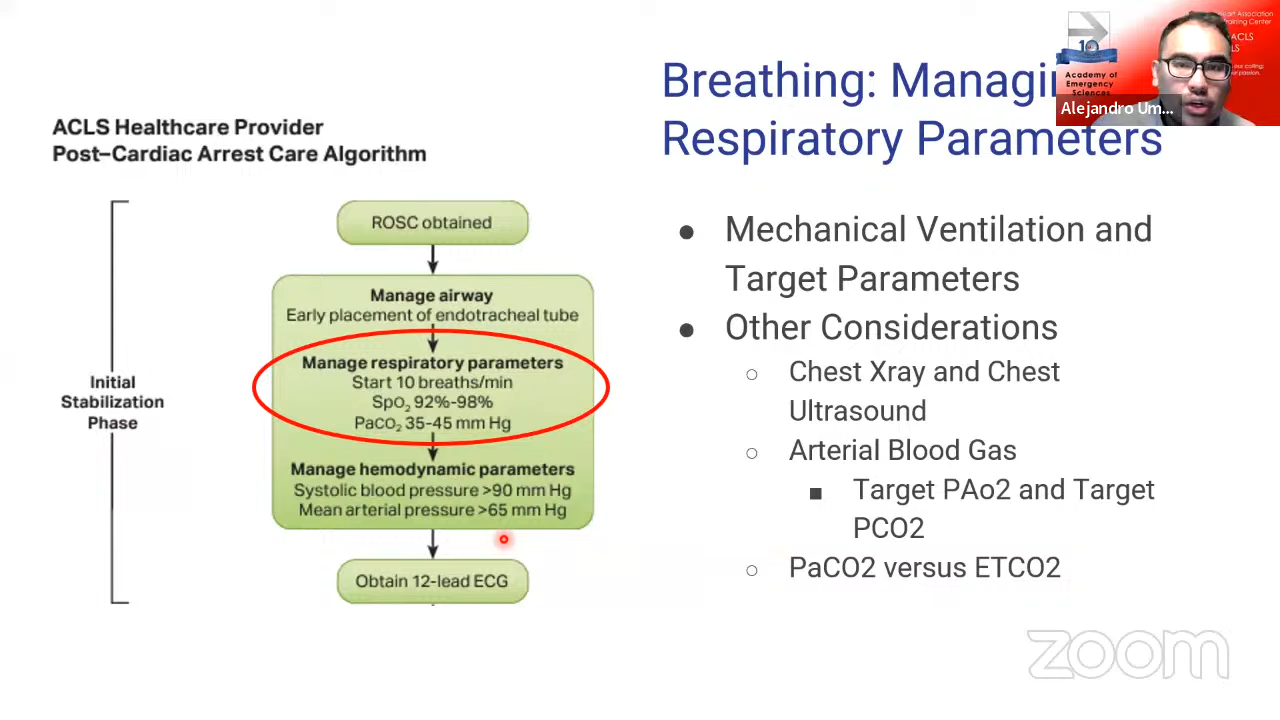 ACLS Healthcare Provider
Post–Cardiac Arrest Care Algorithm
Initial
Stabilization
Phase
ROSC obtained
Manage airway
Early placement of endotracheal tube
Manage respiratory parameters
Start 10 breaths/min
SpO₂ 92%-98%
PaCO₂ 35-45 mm Hg
Manage hemodynamic parameters
Systolic blood pressure >90 mm Hg
Mean arterial pressure >65 mm Hg
Obtain 12-lead ECG
Breathing: Managi
Respiratory Parameters
● Mechanical Ventilation and
Target Parameters
● Other Considerations
○ Chest Xray and Chest
Ultrasound
○ Arterial Blood Gas
■ Target PAo2 and Target
PCO2
○ PaCO2 versus ETCO2
10
Academy of
Emergency
Sciences
Alejandro Um...
Association
Center
ACLS
zoom